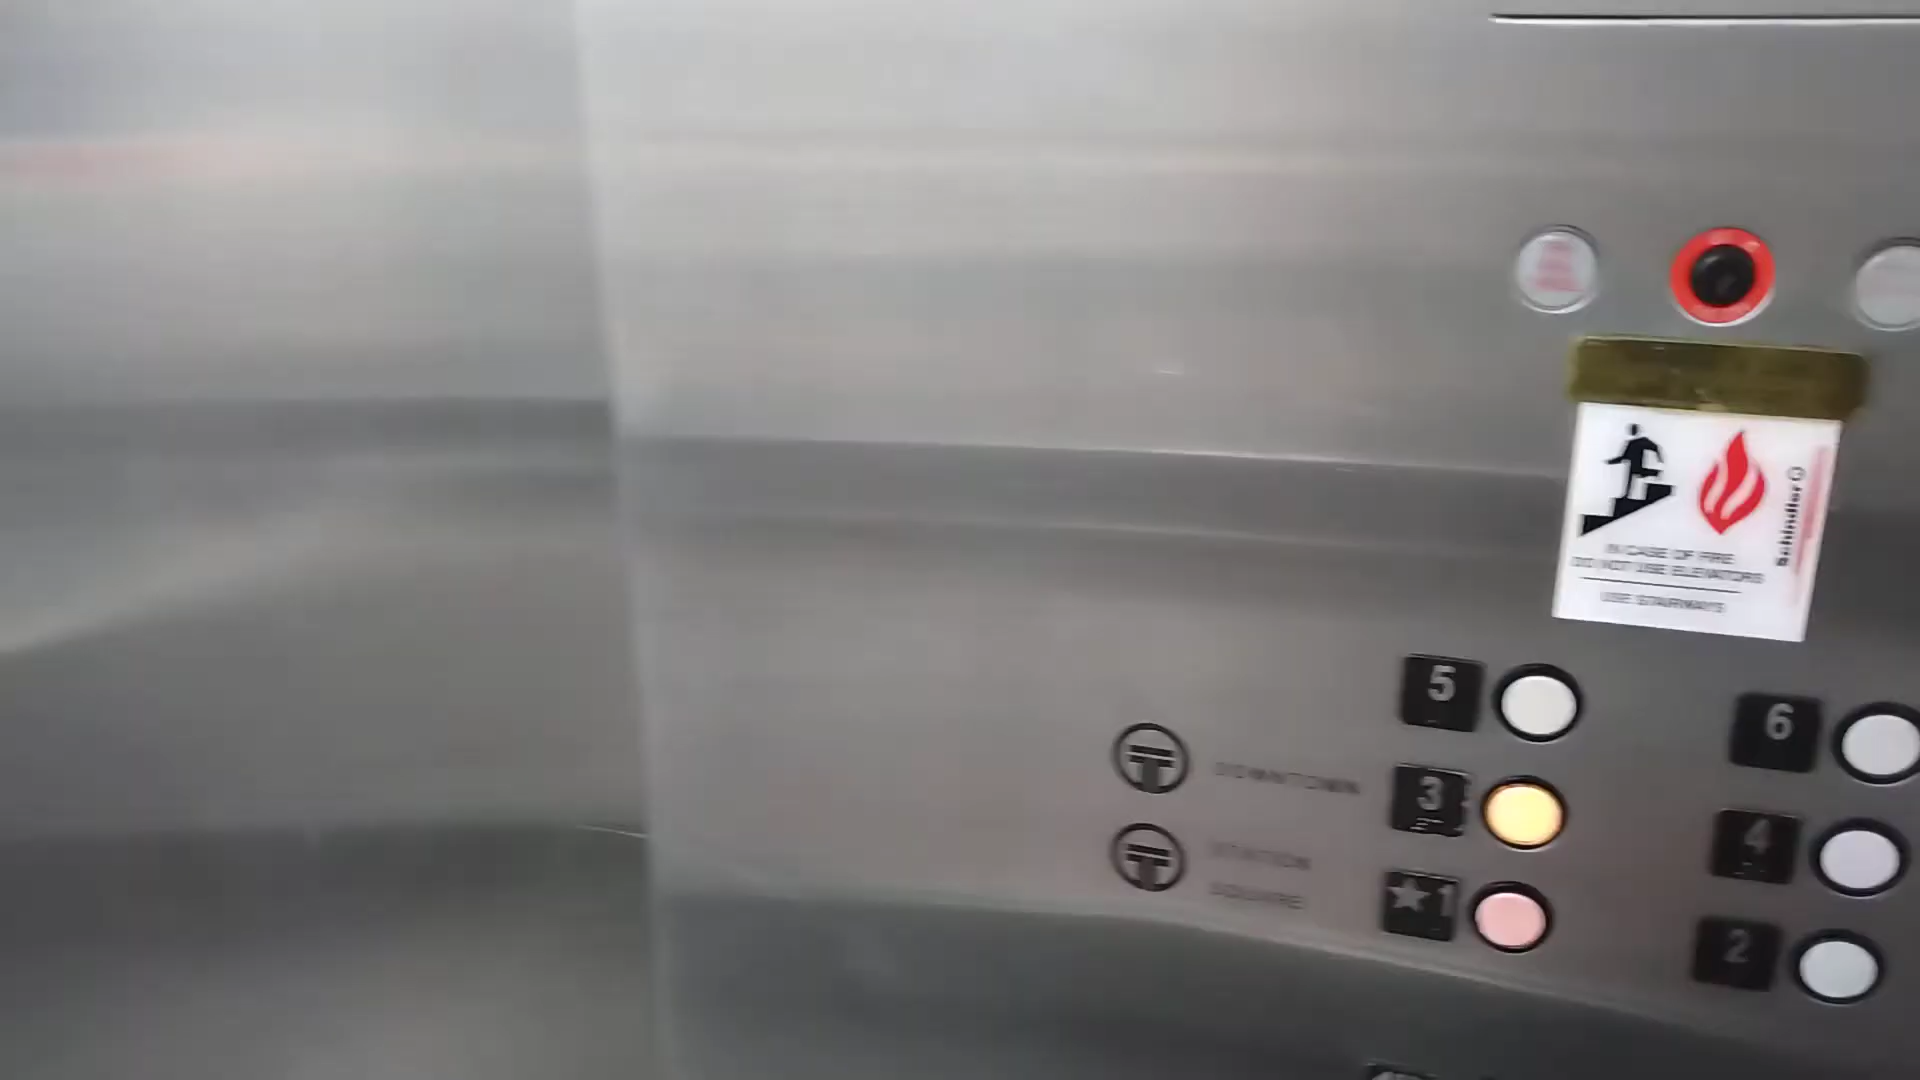 IN CASE OF FIRE
DO NOT USE ELEVATORS
USE STAIRWAYS
Schindler
5
6
DOWNTOWN
3
4
STATION
SQUARE
★1
2